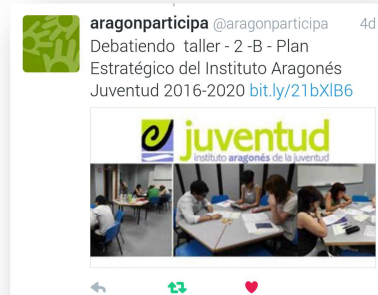 aragonparticipa @aragonparticipa 4d
Debatiendo taller - 2 -B - Plan
Estratégico del Instituto Aragonés
Juventud 2016-2020 bit.ly/21bXlB6
juventud
instituto aragonés de la juventud